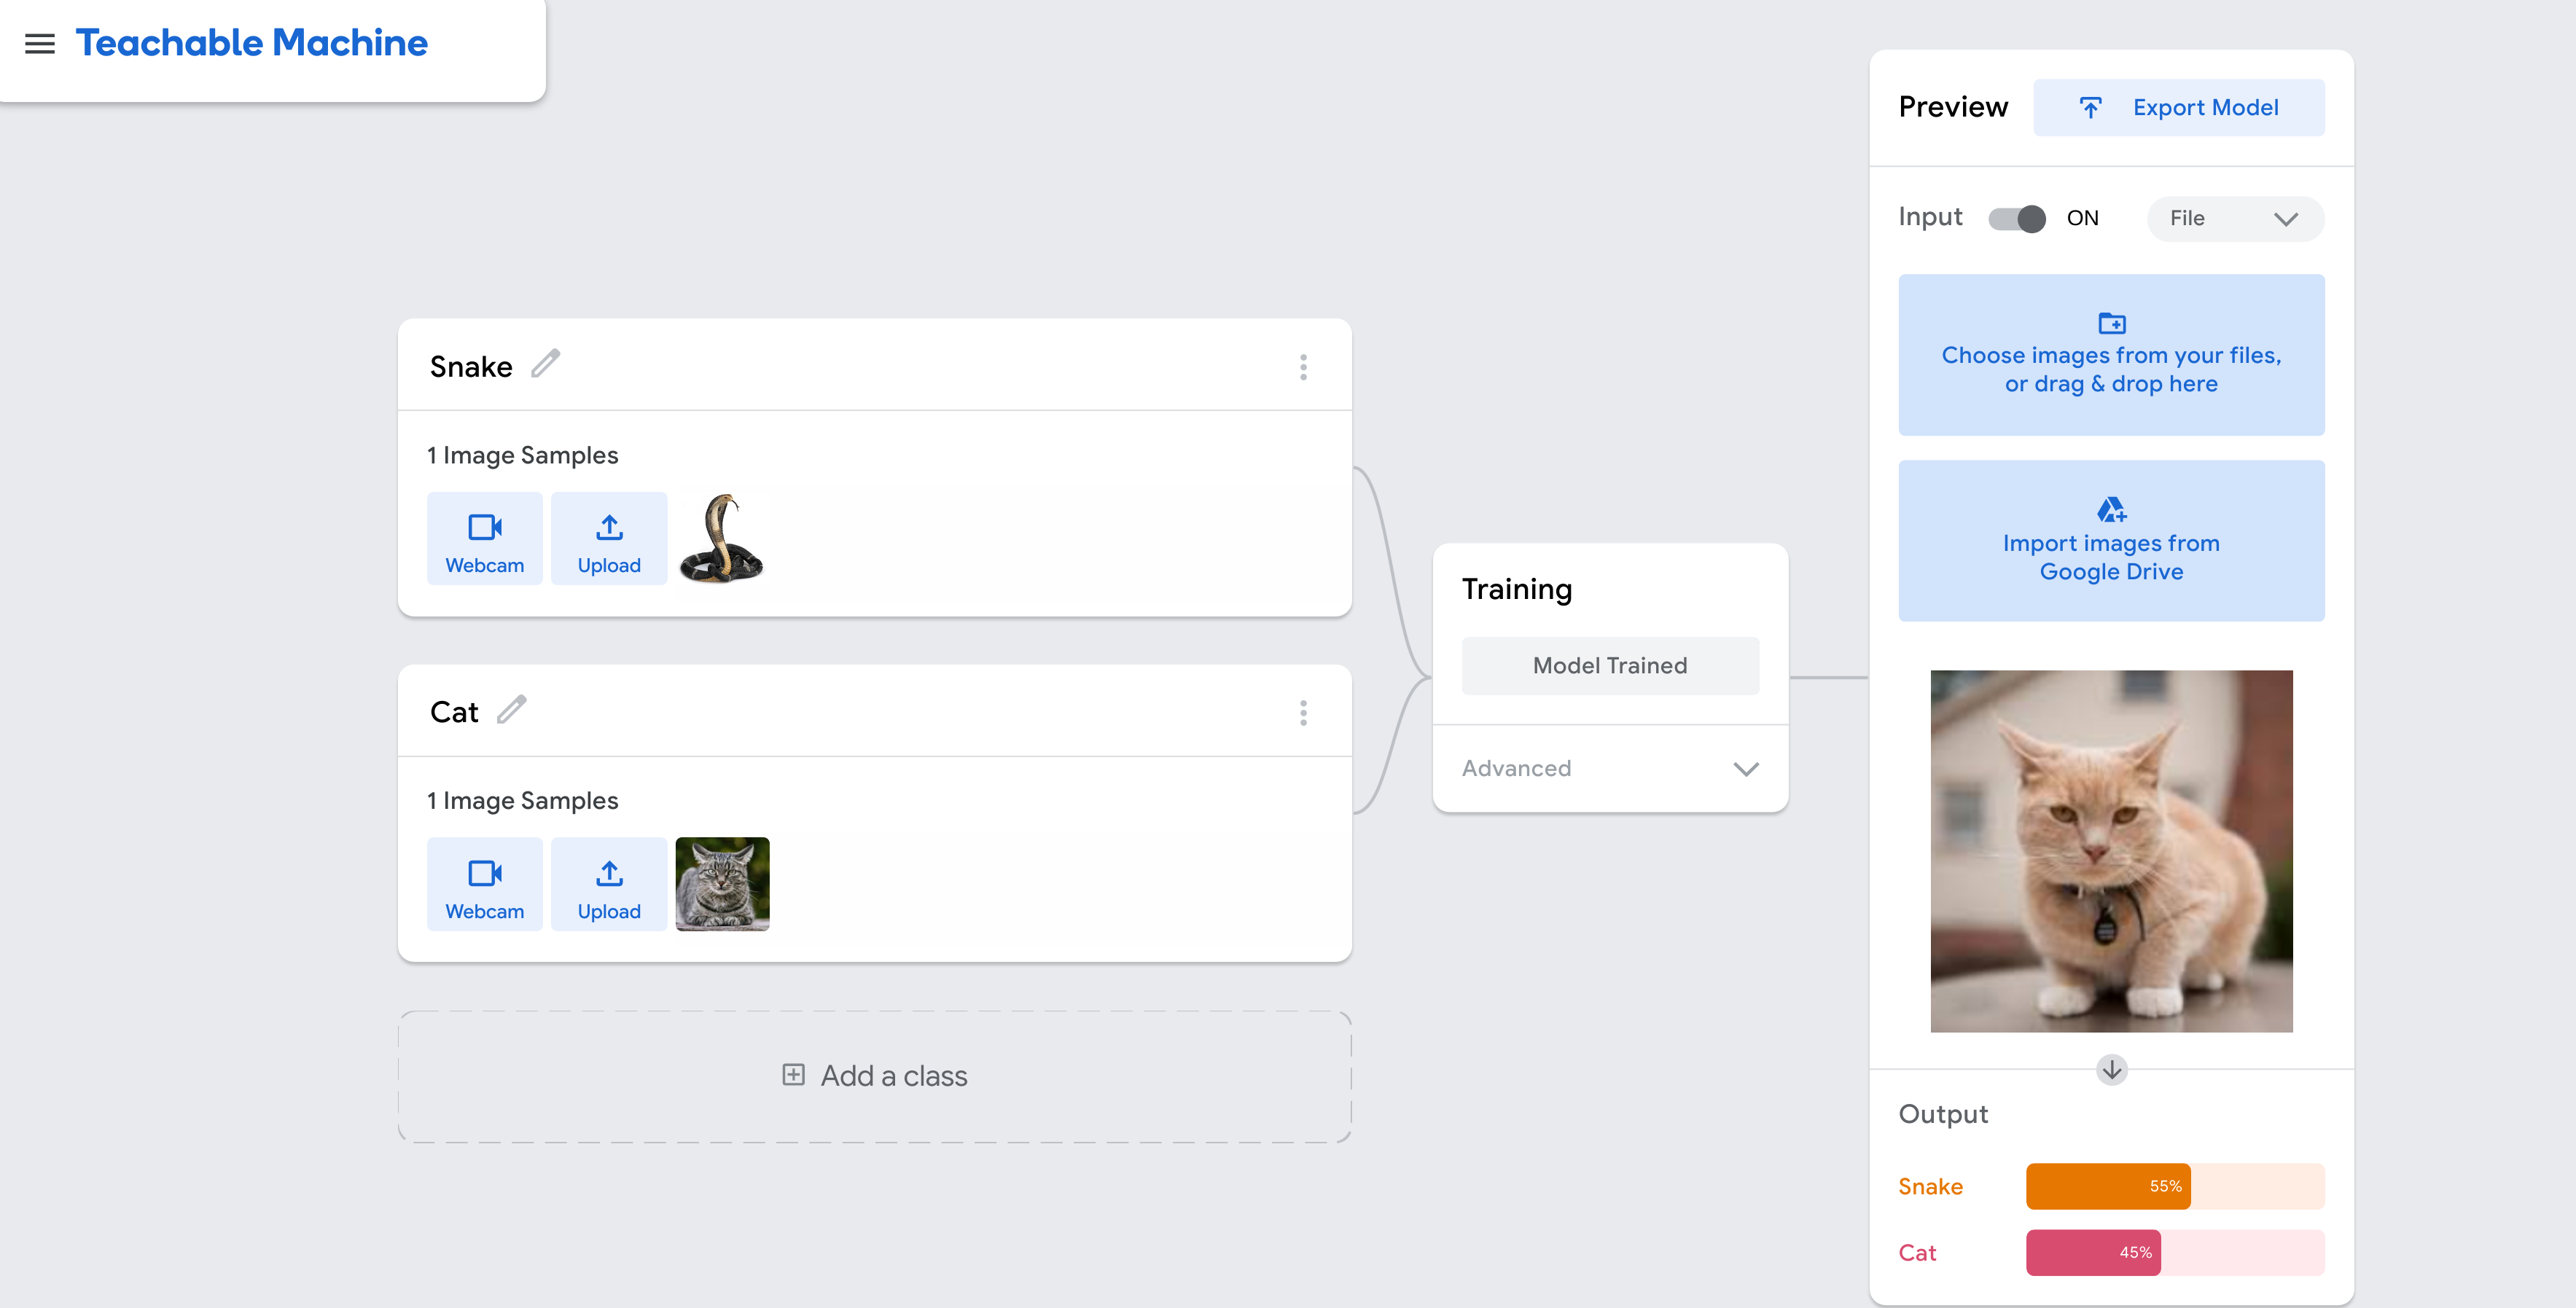 Teachable Machine
Snake
1 Image Samples
Webcam
Upload
Cat
1 Image Samples
Webcam
Upload
Add a class
Training
Model Trained
Advanced
Preview
Export Model
Input
ON
File
Choose images from your files,
or drag & drop here
Import images from
Google Drive
Output
Snake
55%
Cat
45%